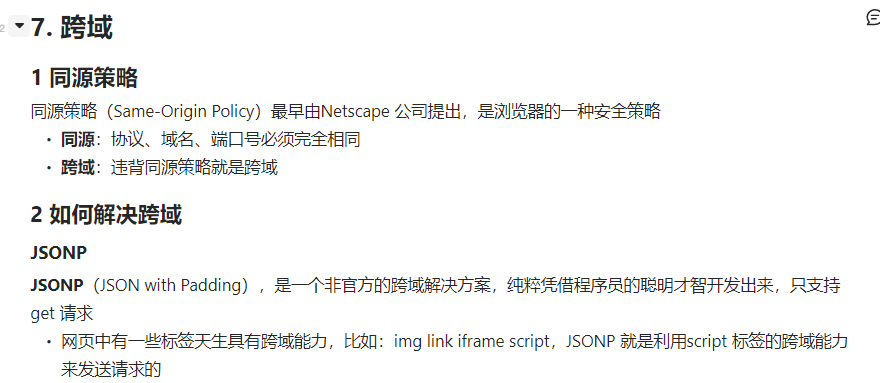 2
7. 跨域
1 同源策略
同源策略（Same-Origin Policy）最早由Netscape 公司提出，是浏览器的一种安全策略
• 同源：协议、域名、端口号必须完全相同
• 跨域：违背同源策略就是跨域
2 如何解决跨域
JSONP
JSONP（JSON with Padding），是一个非官方的跨域解决方案，纯粹凭借程序员的聪明才智开发出来，只支持
get 请求
• 网页中有一些标签天生具有跨域能力，比如：img link iframe script，JSONP 就是利用script 标签的跨域能力
来发送请求的